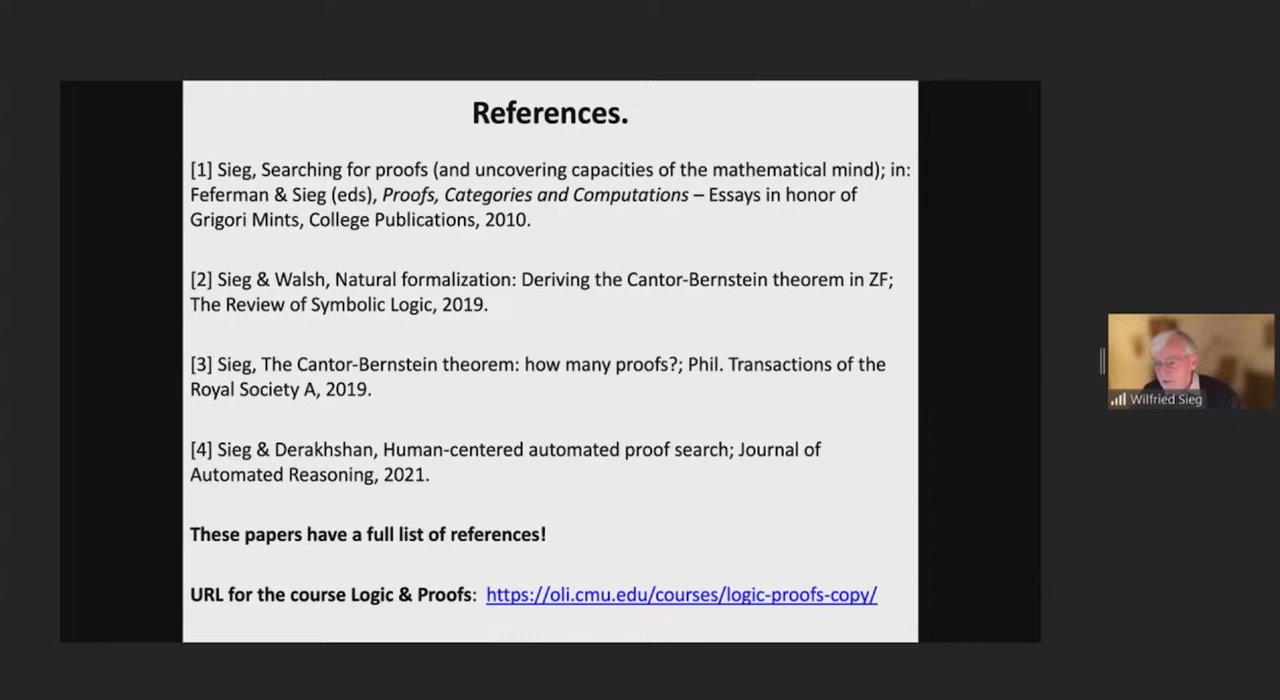 References.
[1] Sieg, Searching for proofs (and uncovering capacities of the mathematical mind); in:
Feferman & Sieg (eds), Proofs, Categories and Computations – Essays in honor of
Grigori Mints, College Publications, 2010.
[2] Sieg & Walsh, Natural formalization: Deriving the Cantor-Bernstein theorem in ZF;
The Review of Symbolic Logic, 2019.
[3] Sieg, The Cantor-Bernstein theorem: how many proofs?; Phil. Transactions of the
Royal Society A, 2019.
[4] Sieg & Derakhshan, Human-centered automated proof search; Journal of
Automated Reasoning, 2021.
These papers have a full list of references!
URL for the course Logic & Proofs: https://oli.cmu.edu/courses/logic-proofs-copy/
Wilfried Sieg